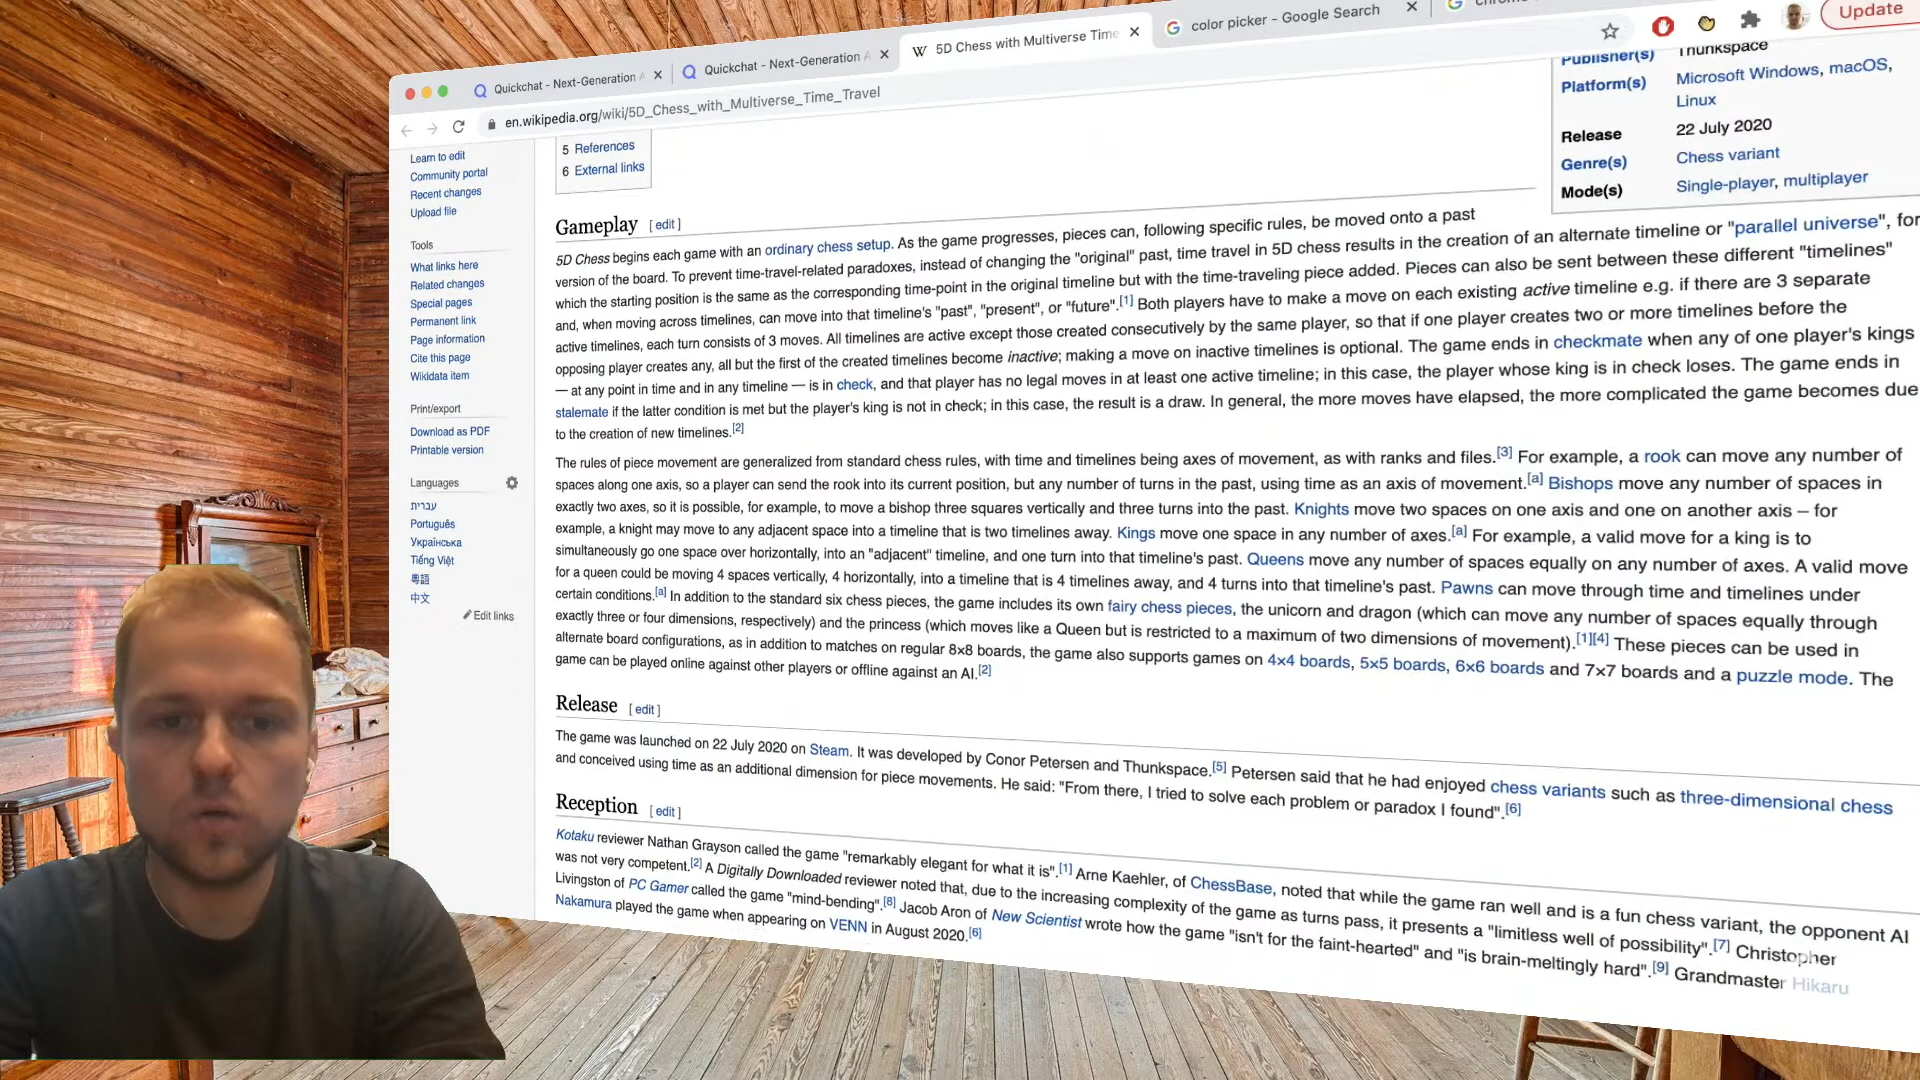 Quickchat - Next-Generation A
Quickchat - Next-Generation A
5D Chess with Multiverse Time
color picker - Google Search
Update
en.wikipedia.org/wiki/5D_Chess_with_Multiverse_Time_Travel
Learn to edit
Community portal
Recent changes
Upload file
Tools
What links here
Related changes
Special pages
Permanent link
Page information
Cite this page
Wikidata item
Print/export
Download as PDF
Printable version
Languages
עברית
Português
Українська
Tiếng Việt
粵語
中文
Edit links
5 References
6 External links
Publisher(s) Thunkspace
Platform(s) Microsoft Windows, macOS,
Linux
Release 22 July 2020
Genre(s) Chess variant
Mode(s) Single-player, multiplayer
Gameplay [ edit ]
5D Chess begins each game with an ordinary chess setup. As the game progresses, pieces can, following specific rules, be moved onto a past
version of the board. To prevent time-travel-related paradoxes, instead of changing the "original" past, time travel in 5D chess results in the creation of an alternate timeline or "parallel universe", for
which the starting position is the same as the corresponding time-point in the original timeline but with the time-traveling piece added. Pieces can also be sent between these different "timelines"
and, when moving across timelines, can move into that timeline's "past", "present", or "future".[1] Both players have to make a move on each existing active timeline e.g. if there are 3 separate
active timelines, each turn consists of 3 moves. All timelines are active except those created consecutively by the same player, so that if one player creates two or more timelines before the
opposing player creates any, all but the first of the created timelines become inactive; making a move on inactive timelines is optional. The game ends in checkmate when any of one player's kings
— at any point in time and in any timeline — is in check, and that player has no legal moves in at least one active timeline; in this case, the player whose king is in check loses. The game ends in
stalemate if the latter condition is met but the player's king is not in check; in this case, the result is a draw. In general, the more moves have elapsed, the more complicated the game becomes due
to the creation of new timelines.[2]
The rules of piece movement are generalized from standard chess rules, with time and timelines being axes of movement, as with ranks and files.[3] For example, a rook can move any number of
spaces along one axis, so a player can send the rook into its current position, but any number of turns in the past, using time as an axis of movement.[a] Bishops move any number of spaces in
exactly two axes, so it is possible, for example, to move a bishop three squares vertically and three turns into the past. Knights move two spaces on one axis and one on another axis – for
example, a knight may move to any adjacent space into a timeline that is two timelines away. Kings move one space in any number of axes.[a] For example, a valid move for a king is to
simultaneously go one space over horizontally, into an "adjacent" timeline, and one turn into that timeline's past. Queens move any number of spaces equally on any number of axes. A valid move
for a queen could be moving 4 spaces vertically, 4 horizontally, into a timeline that is 4 timelines away, and 4 turns into that timeline's past. Pawns can move through time and timelines under
certain conditions.[a] In addition to the standard six chess pieces, the game includes its own fairy chess pieces, the unicorn and dragon (which can move any number of spaces equally through
exactly three or four dimensions, respectively) and the princess (which moves like a Queen but is restricted to a maximum of two dimensions of movement).[1][4] These pieces can be used in
alternate board configurations, as in addition to matches on regular 8×8 boards, the game also supports games on 4×4 boards, 5×5 boards, 6×6 boards and 7×7 boards and a puzzle mode. The
game can be played online against other players or offline against an AI.[2]
Release [ edit ]
The game was launched on 22 July 2020 on Steam. It was developed by Conor Petersen and Thunkspace.[5] Petersen said that he had enjoyed chess variants such as three-dimensional chess
and conceived using time as an additional dimension for piece movements. He said: "From there, I tried to solve each problem or paradox I found".[6]
Reception [ edit ]
Kotaku reviewer Nathan Grayson called the game "remarkably elegant for what it is".[1] Arne Kaehler, of ChessBase, noted that while the game ran well and is a fun chess variant, the opponent AI
was not very competent.[2] A Digitally Downloaded reviewer noted that, due to the increasing complexity of the game as turns pass, it presents a "limitless well of possibility".[7] Christopher
Livingston of PC Gamer called the game "mind-bending".[8] Jacob Aron of New Scientist wrote how the game "isn't for the faint-hearted" and "is brain-meltingly hard".[9] Grandmaster Hikaru
Nakamura played the game when appearing on VENN in August 2020.[6]